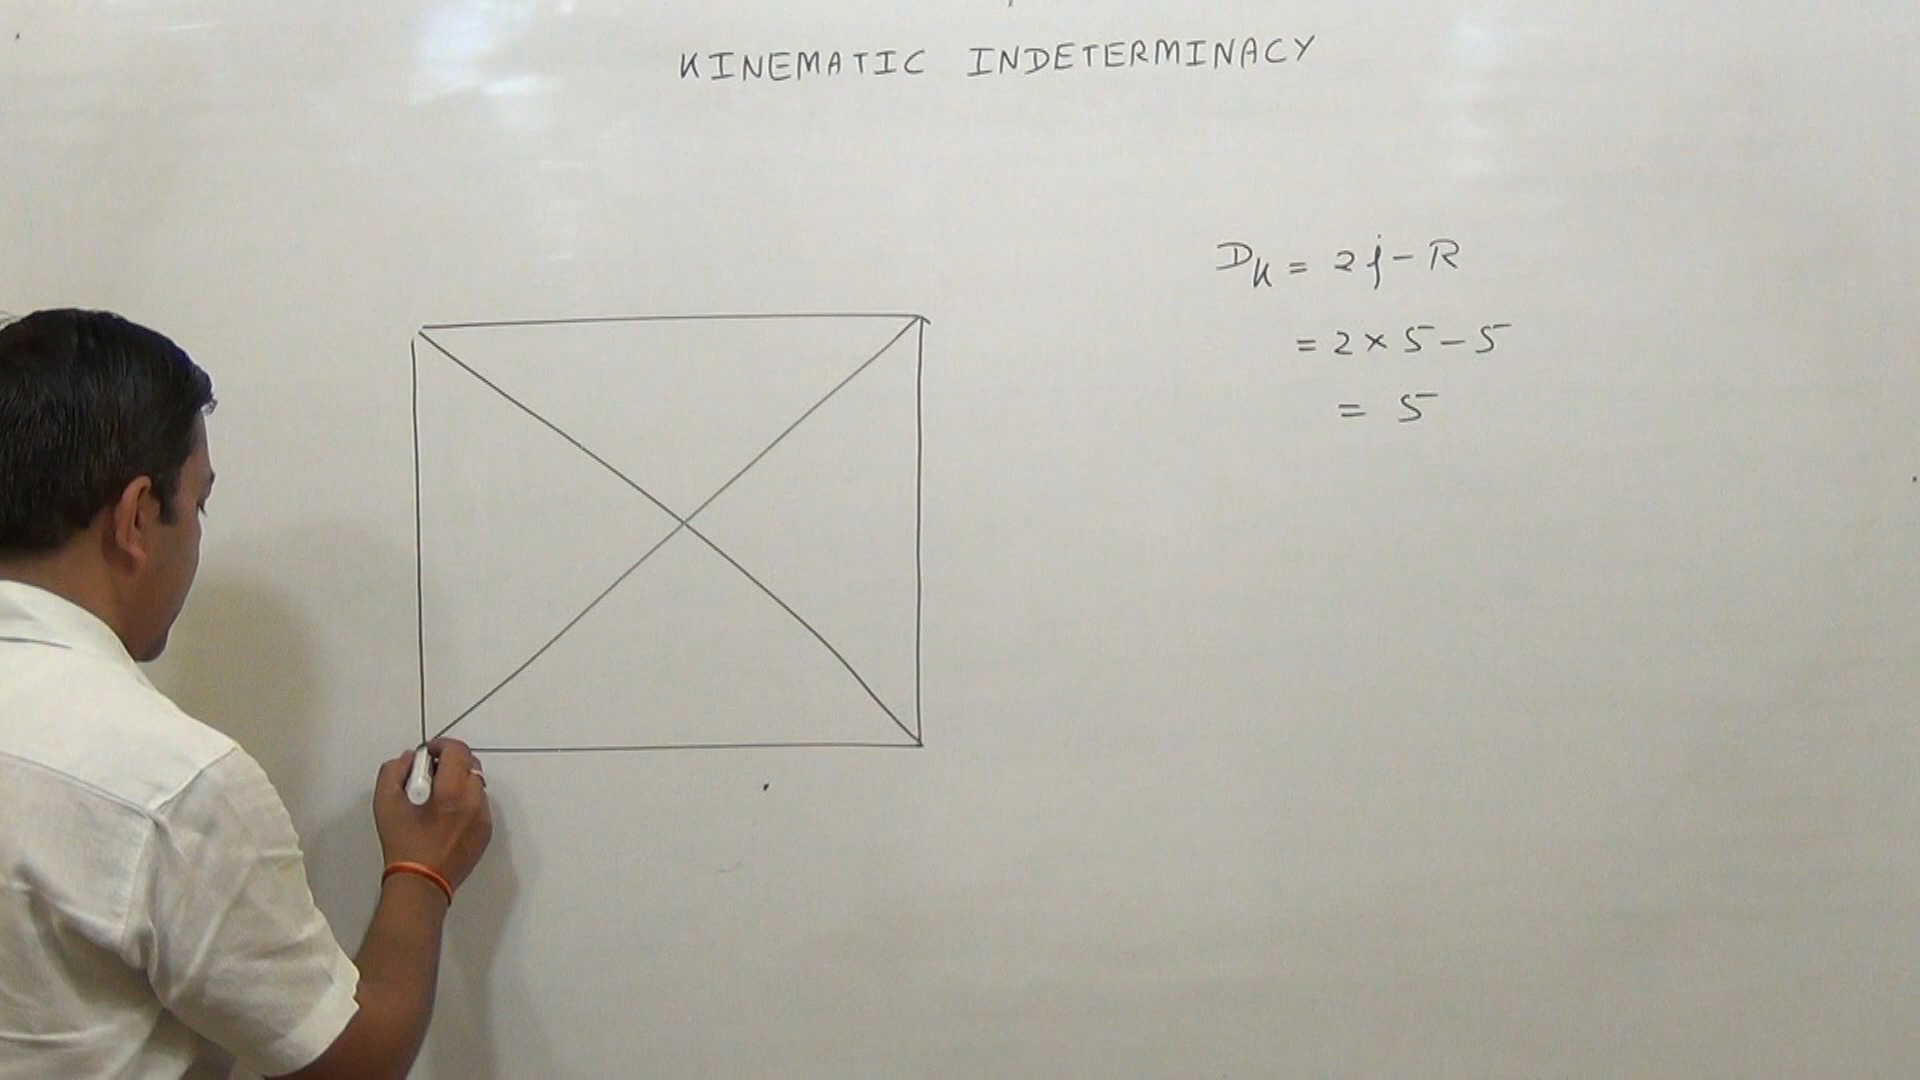 KINEMATIC INDETERMINACY
Dk = 2j - R
= 2 × 5 - 5
= 5